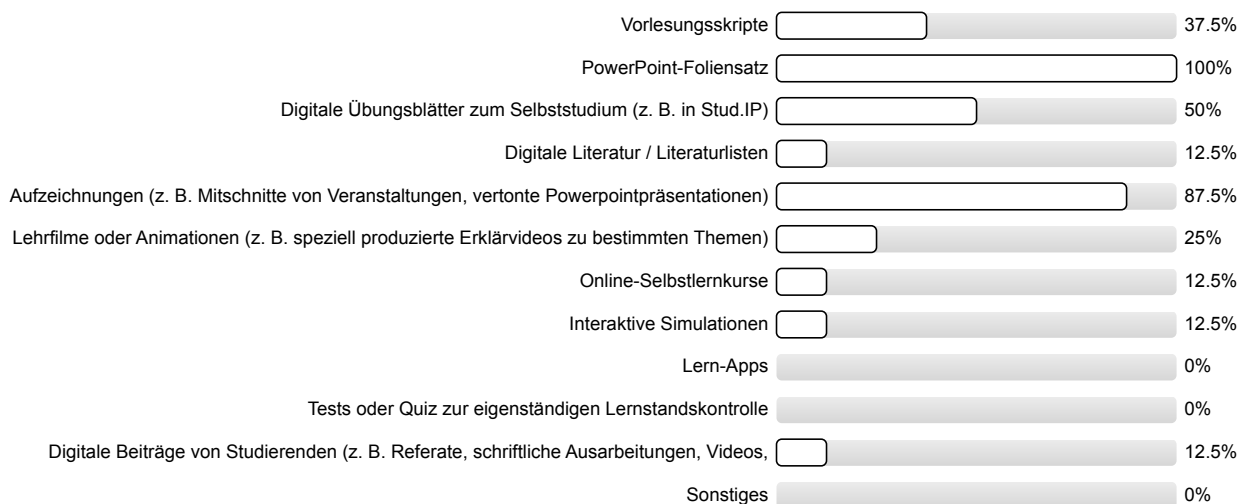 Vorlesungsskripte 37.5%
PowerPoint-Foliensatz 100%
Digitale Übungsblätter zum Selbststudium (z. B. in Stud.IP) 50%
Digitale Literatur / Literaturlisten 12.5%
Aufzeichnungen (z. B. Mitschnitte von Veranstaltungen, vertonte Powerpointpräsentationen) 87.5%
Lehrfilme oder Animationen (z. B. speziell produzierte Erklärvideos zu bestimmten Themen) 25%
Online-Selbstlernkurse 12.5%
Interaktive Simulationen 12.5%
Lern-Apps 0%
Tests oder Quiz zur eigenständigen Lernstandskontrolle 0%
Digitale Beiträge von Studierenden (z. B. Referate, schriftliche Ausarbeitungen, Videos, 12.5%
Sonstiges 0%